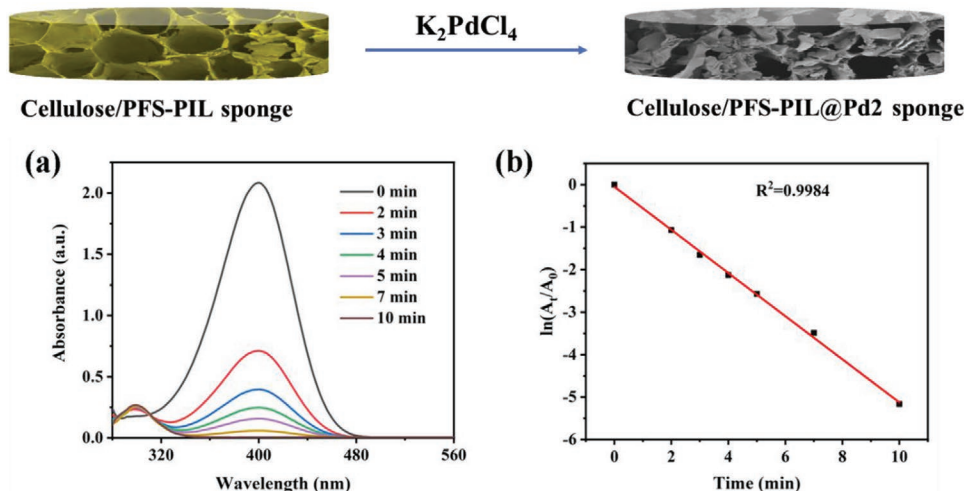 K₂PdCl₄
Cellulose/PFS-PIL sponge
Cellulose/PFS-PIL@Pd2 sponge
(a)
Absorbance (a.u.)
2.0
1.5
1.0
0.5
0.0
0 min
2 min
3 min
4 min
5 min
7 min
10 min
320
400
480
560
Wavelength (nm)
(b)
ln(Aₜ/A₀)
R²=0.9984
0
-1
-2
-3
-4
-5
-6
0
2
4
6
8
10
Time (min)